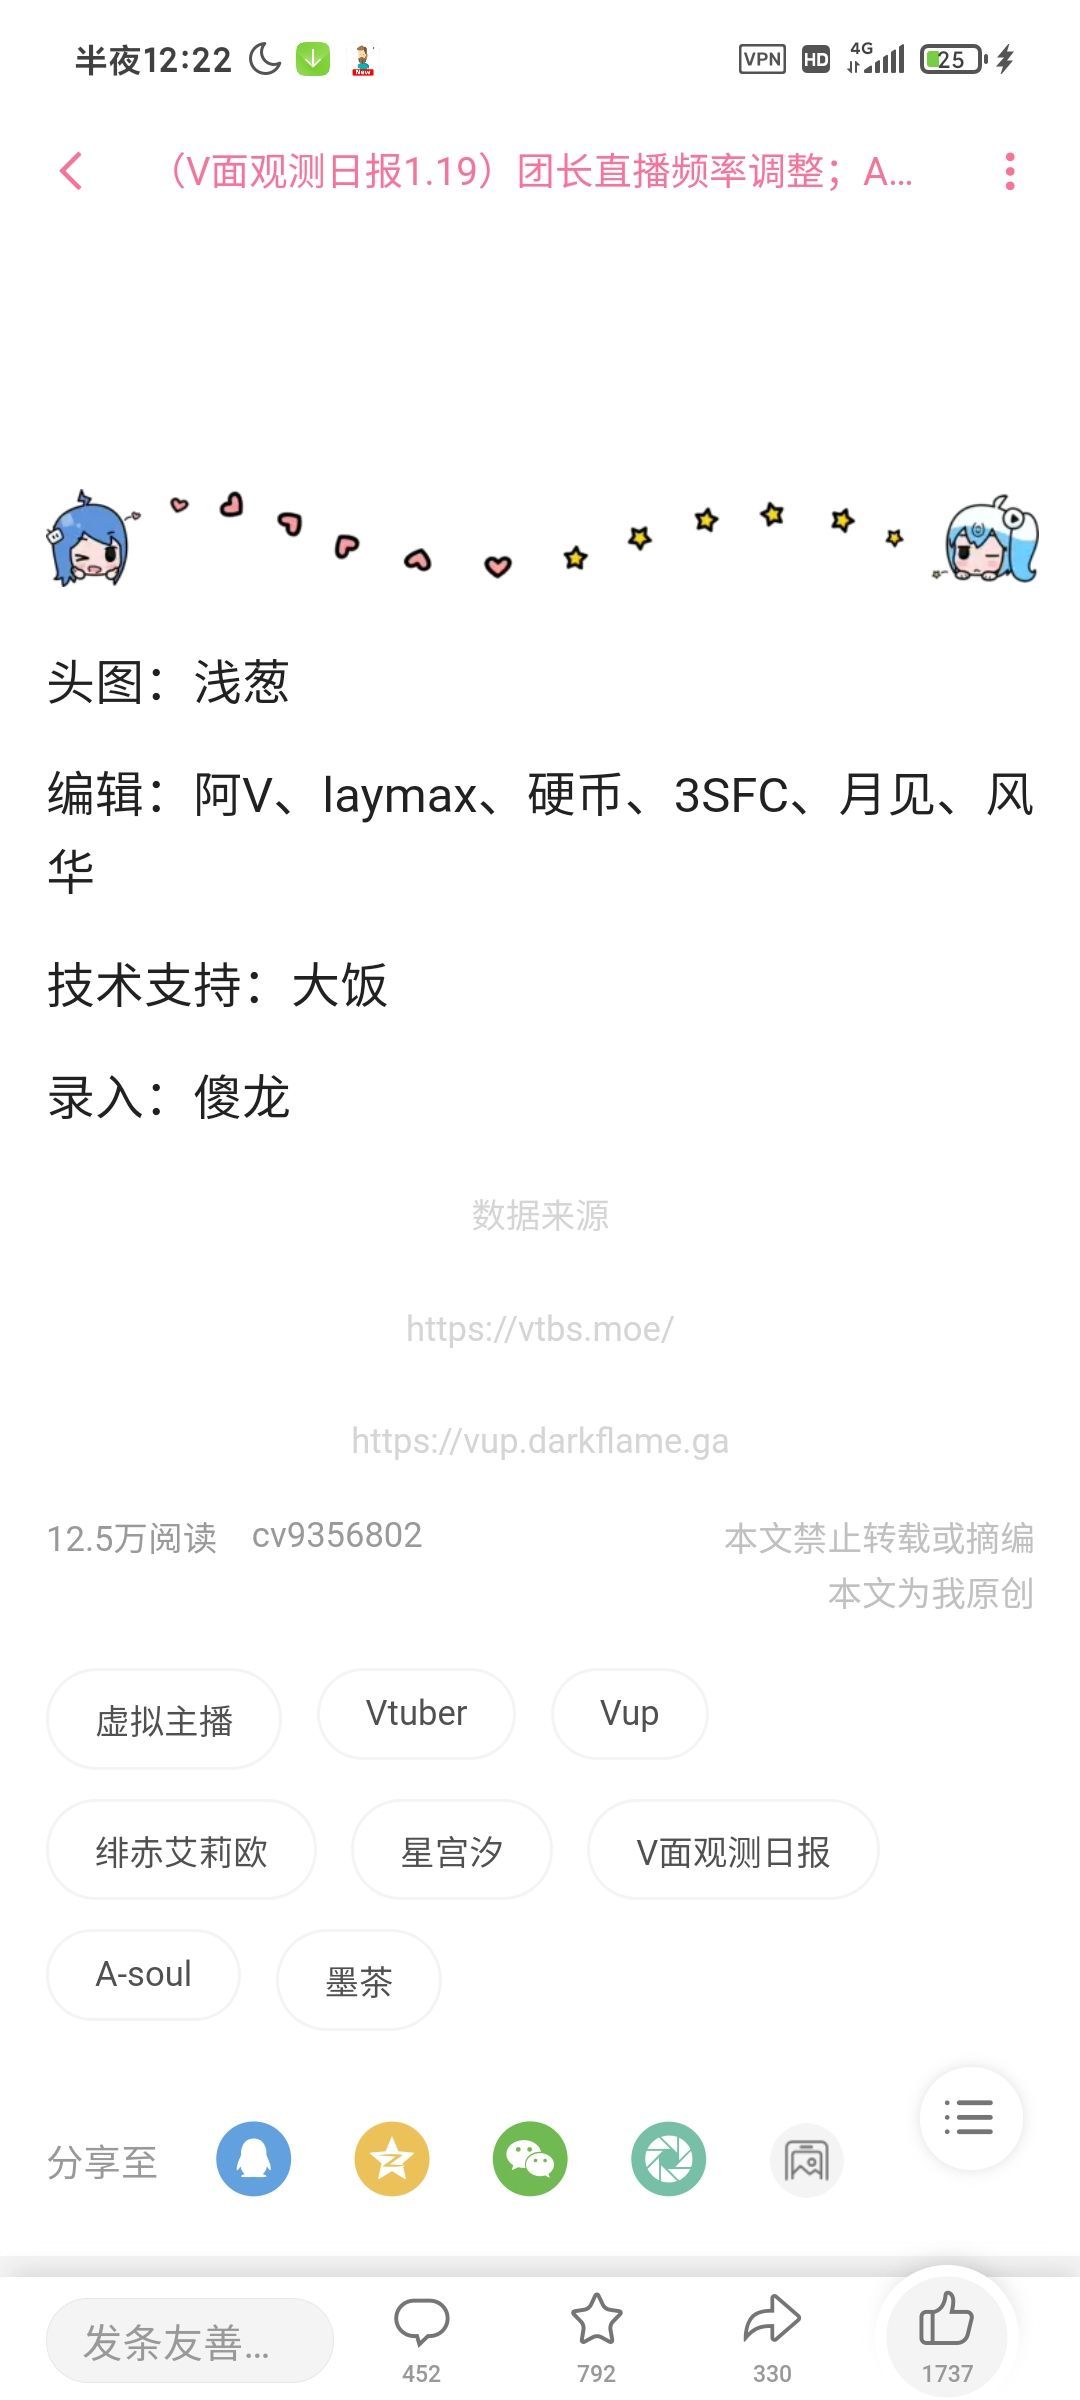 半夜12:22
New
VPN HD 4G 25
（V面观测日报1.19）团长直播频率调整；A...
头图：浅葱
编辑：阿V、laymax、硬币、3SFC、月见、风
华
技术支持：大饭
录入：傻龙
数据来源
https://vtbs.moe/
https://vup.darkflame.ga
12.5万阅读 cv9356802 本文禁止转载或摘编
本文为我原创
虚拟主播 Vtuber Vup
绯赤艾莉欧 星宫汐 V面观测日报
A-soul 墨茶
分享至
发条友善...
452 792 330 1737